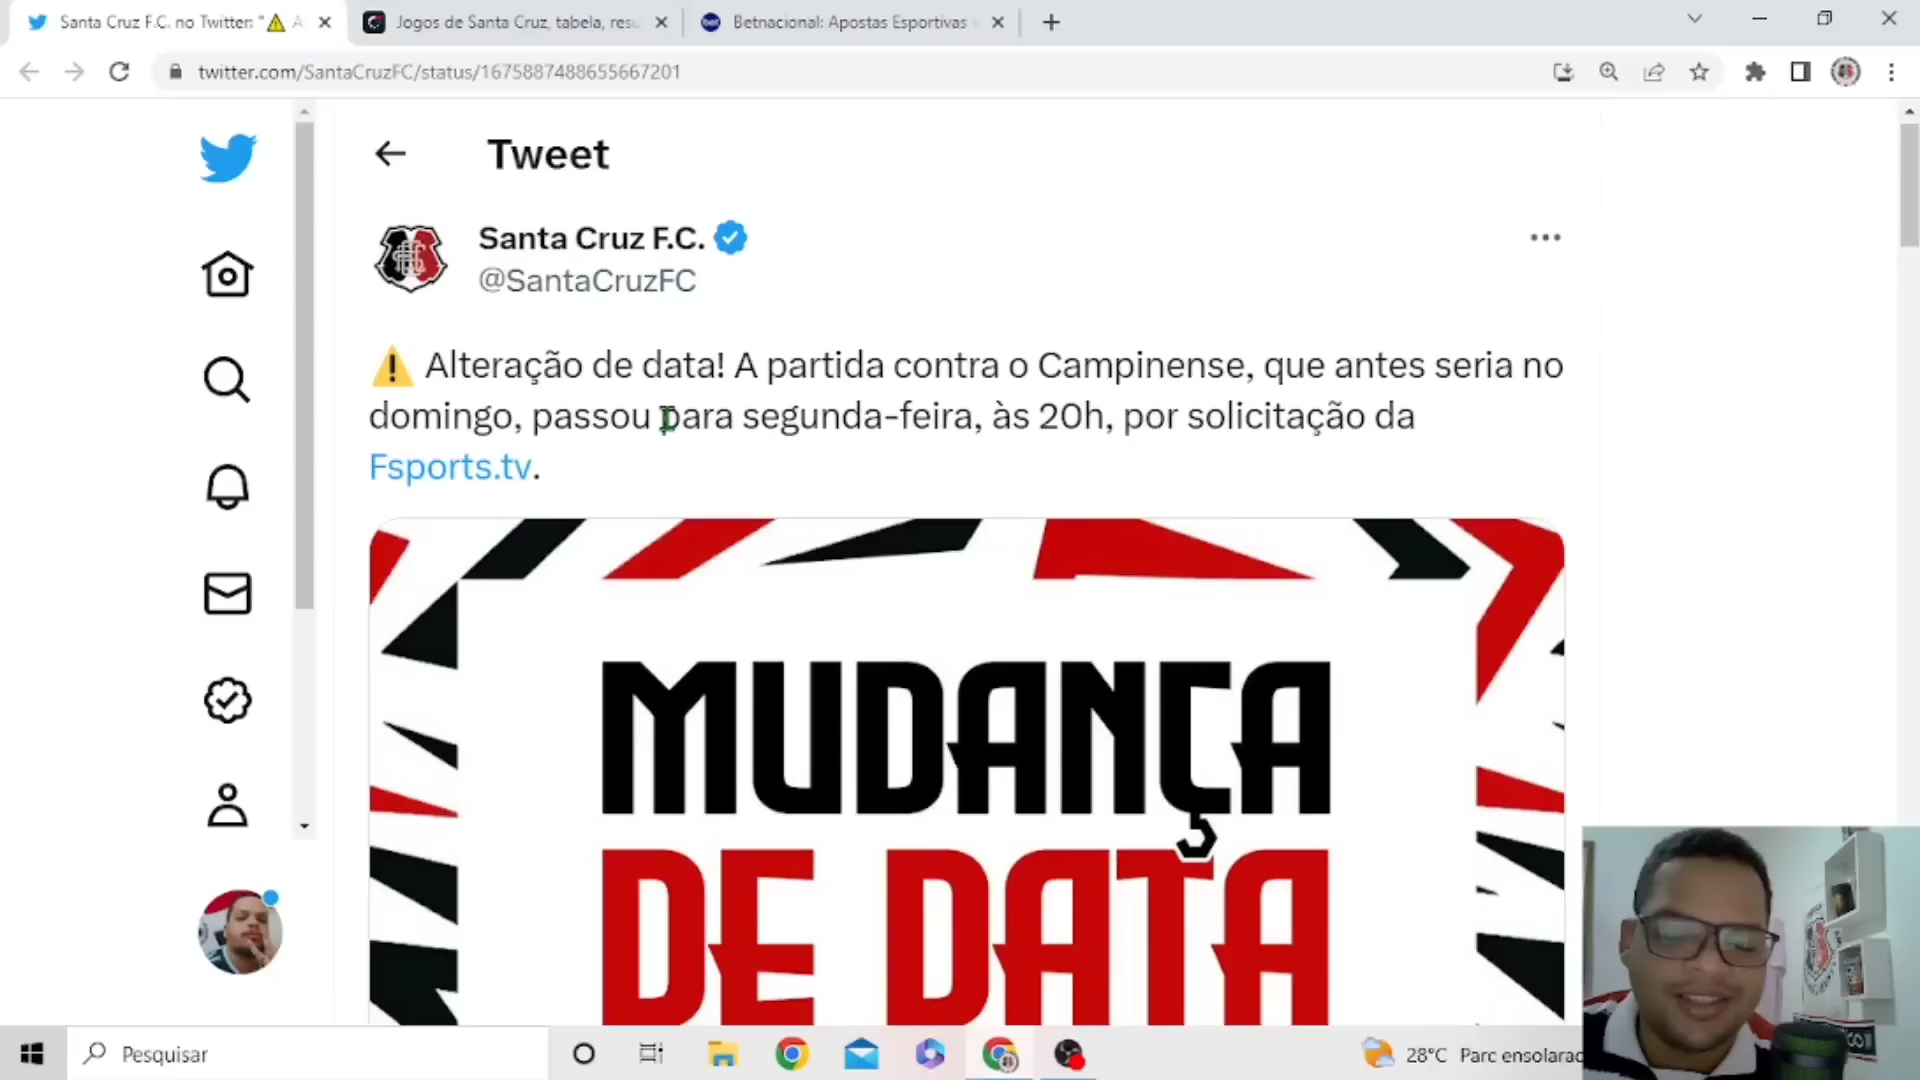 Santa Cruz F.C. no Twitter: "⚠️ A
Jogos de Santa Cruz, tabela, resu
Betnacional: Apostas Esportivas
twitter.com/SantaCruzFC/status/1675887488655667201
Tweet
Santa Cruz F.C.
@SantaCruzFC
⚠️ Alteração de data! A partida contra o Campinense, que antes seria no
domingo, passou para segunda-feira, às 20h, por solicitação da
Fsports.tv.
MUDANÇA
DE DATA
Pesquisar
28°C Parc ensolarad